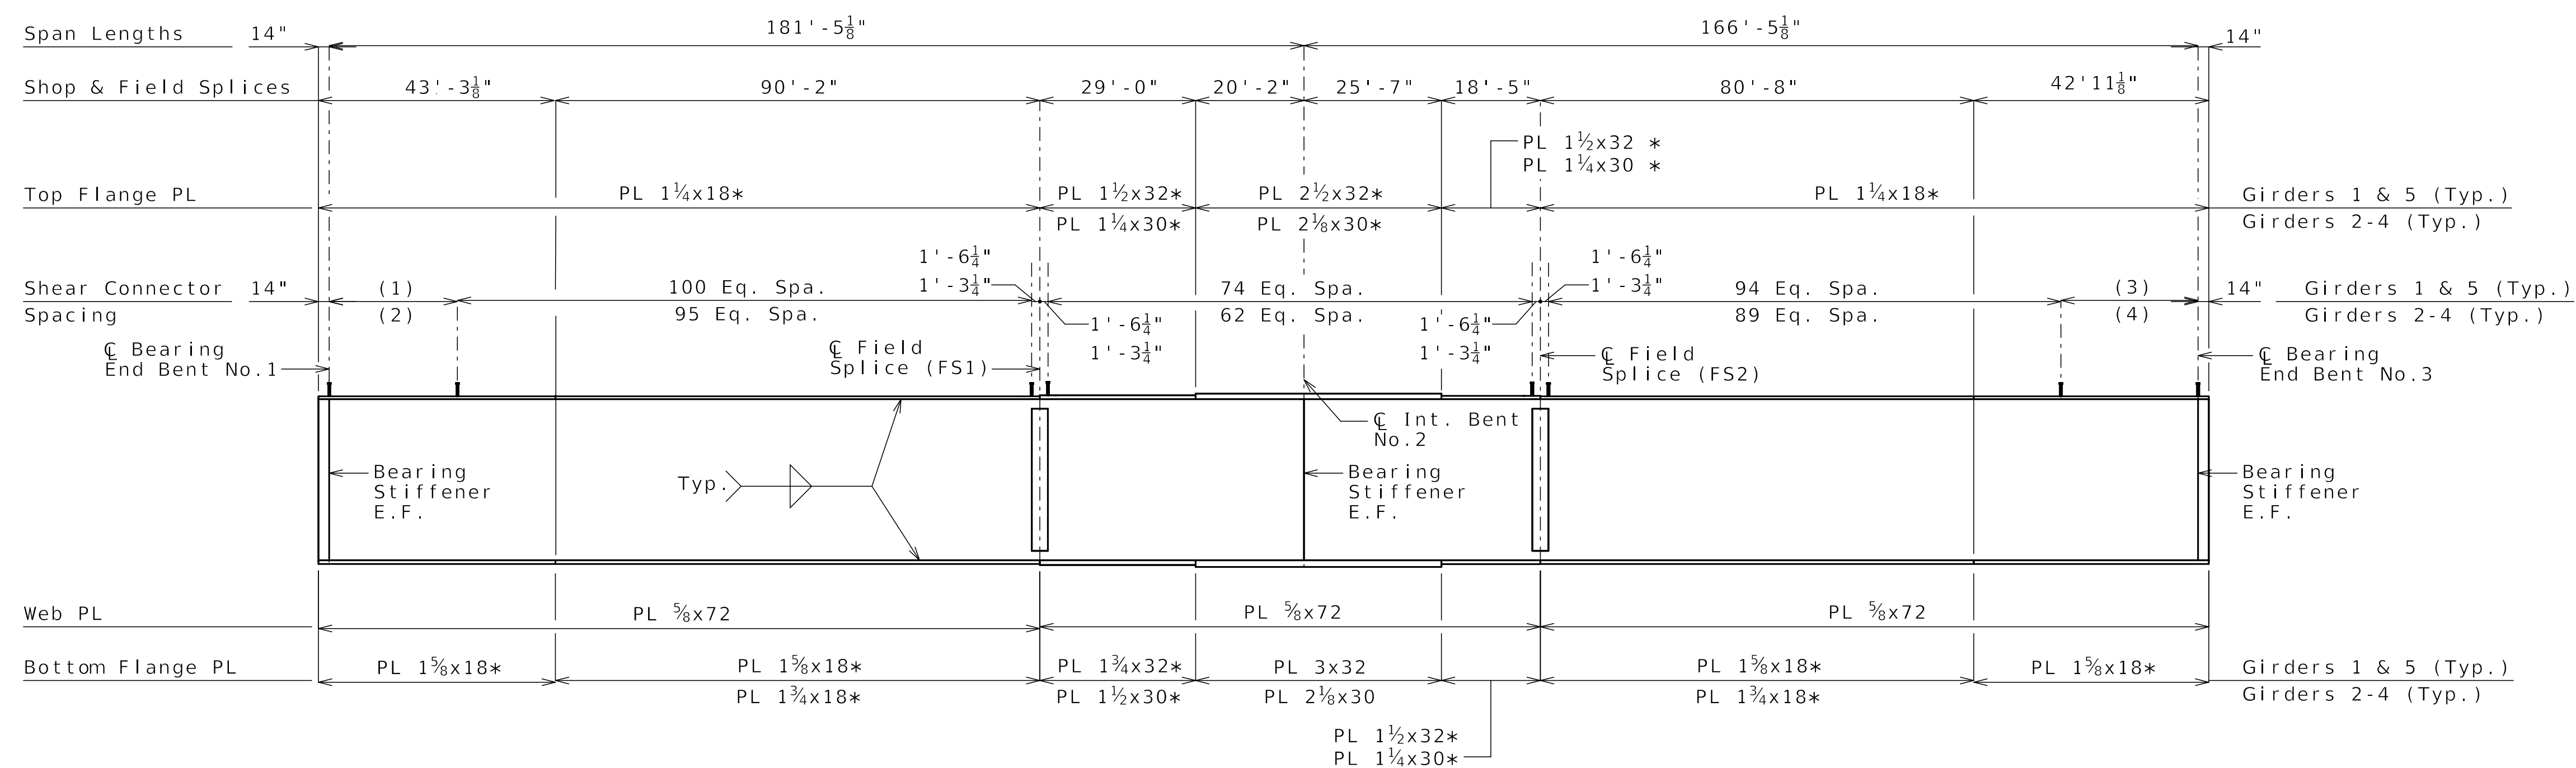 Span Lengths 14" 181'-5⅛" 166'-5⅛" 14"
Shop & Field Splices 43'-3⅛" 90'-2" 29'-0" 20'-2" 25'-7" 18'-5" 80'-8" 42'11⅛"
PL 1½x32 *
PL 1¼x30 *
Top Flange PL PL 1¼x18* PL 1½x32* PL 2½x32* PL 1¼x18* Girders 1 & 5 (Typ.)
PL 1¼x30* PL 2⅛x30* Girders 2-4 (Typ.)
1'-6¼" 1'-6¼"
1'-3¼" 1'-3¼"
Shear Connector 14" (1) 100 Eq. Spa. 74 Eq. Spa. 94 Eq. Spa. (3) 14" Girders 1 & 5 (Typ.)
Spacing (2) 95 Eq. Spa. 62 Eq. Spa. 89 Eq. Spa. (4) Girders 2-4 (Typ.)
1'-6¼" 1'-6¼"
1'-3¼" 1'-3¼"
℄ Bearing
End Bent No.1
℄ Field
Splice (FS1)
℄ Field
Splice (FS2)
℄ Bearing
End Bent No.3
℄ Int. Bent
No.2
Bearing
Stiffener
E.F.
Typ.
Bearing
Stiffener
E.F.
Bearing
Stiffener
E.F.
Web PL PL ⅝x72 PL ⅝x72 PL ⅝x72
Bottom Flange PL PL 1⅝x18* PL 1⅝x18* PL 1¾x32* PL 3x32 PL 1⅝x18* PL 1⅝x18* Girders 1 & 5 (Typ.)
PL 1¾x18* PL 1½x30* PL 2⅛x30 PL 1¾x18* Girders 2-4 (Typ.)
PL 1½x32*
PL 1¼x30*